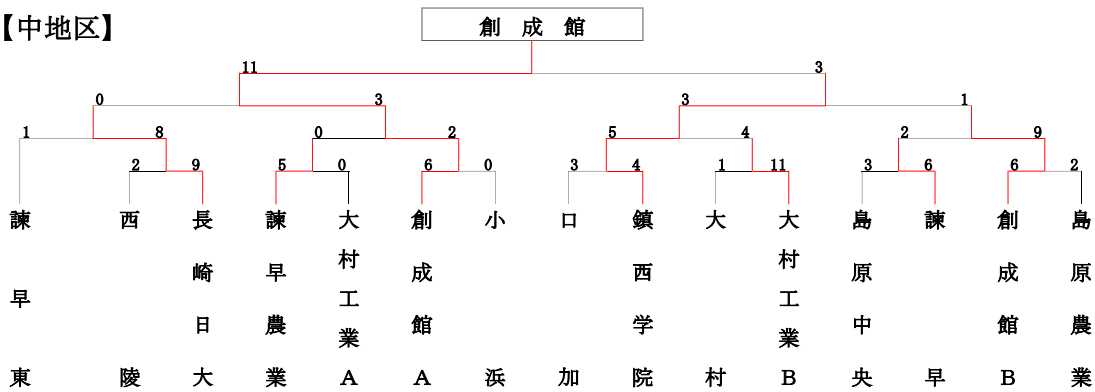 【中地区】
創成館
11 3
0 3 3 1
1 8 0 2 5 4 2 9
2 9 5 0 6 0 3 4 1 11 3 6 6 2
諫早東
西陵
長崎日大
諫早農業
大村工業A
創成館A
小浜
口加
鎮西学院
大村
大村工業B
島原中央
諫早
創成館B
島原農業